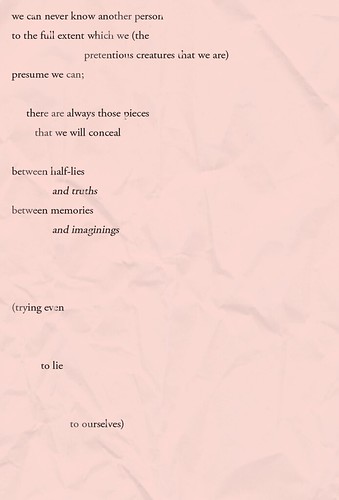 we can never know another person
to the full extent which we (the
pretentious creatures that we are)
presume we can;
there are always those pieces
that we will conceal
between half-lies
and truths
between memories
and imaginings
(trying even
to lie
to ourselves)